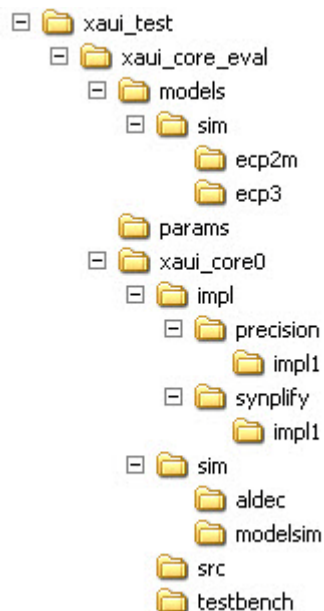 xaui_test
xaui_core_eval
models
sim
ecp2m
ecp3
params
xaui_core0
impl
precision
impl1
synplify
impl1
sim
aldec
modelsim
src
testbench